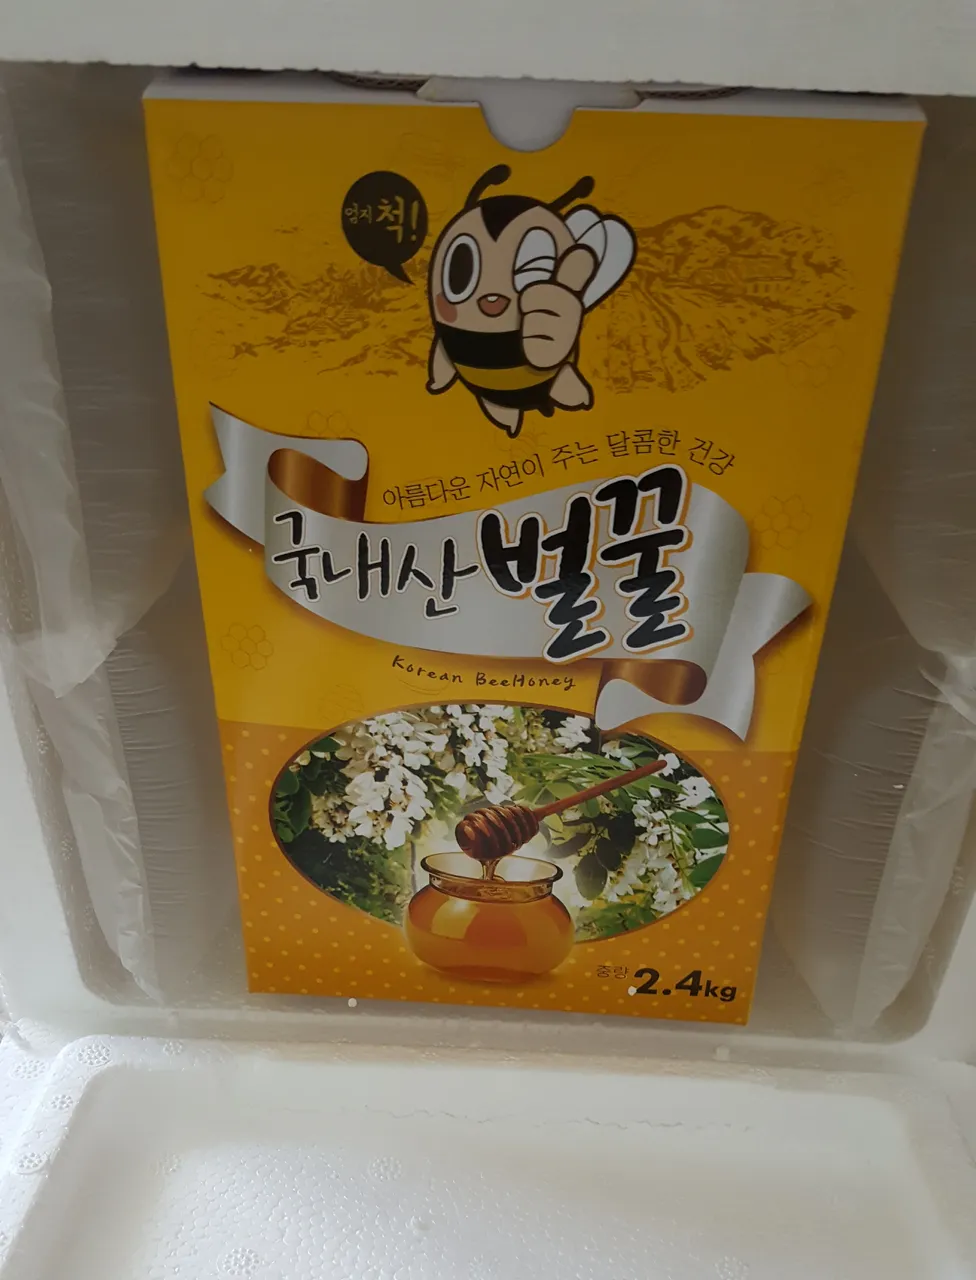 엄지척!
아름다운 자연이 주는 달콤한 건강
국내산 벌꿀
Korean BeeHoney
중량 2.4kg